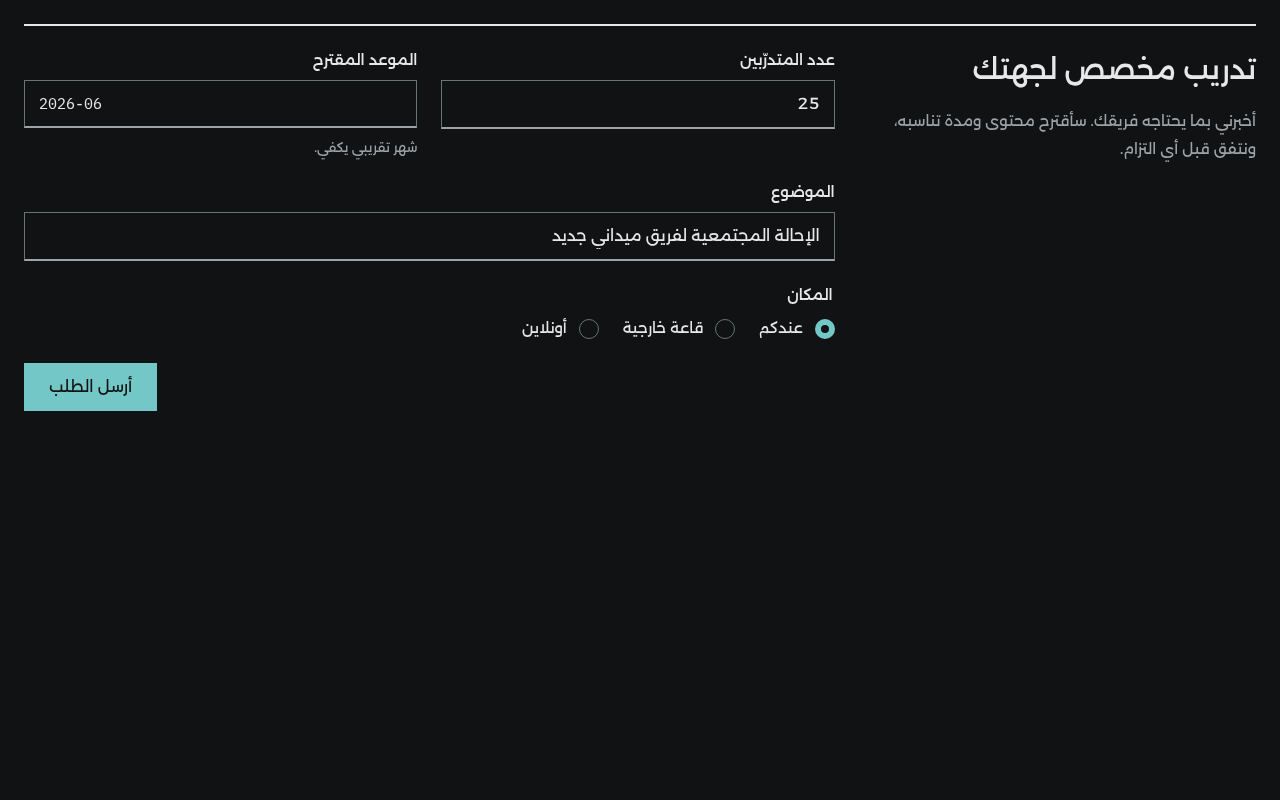 تدريب مخصص لجهتك
أخبرني بما يحتاجه فريقك. سأقترح محتوى ومدة تناسبه،
ونتفق قبل أي التزام.
عدد المتدرّبين
25
الموعد المقترح
2026-06
شهر تقريبي يكفي.
الموضوع
الإحالة المجتمعية لفريق ميداني جديد
المكان
عندكم
قاعة خارجية
أونلاين
أرسل الطلب